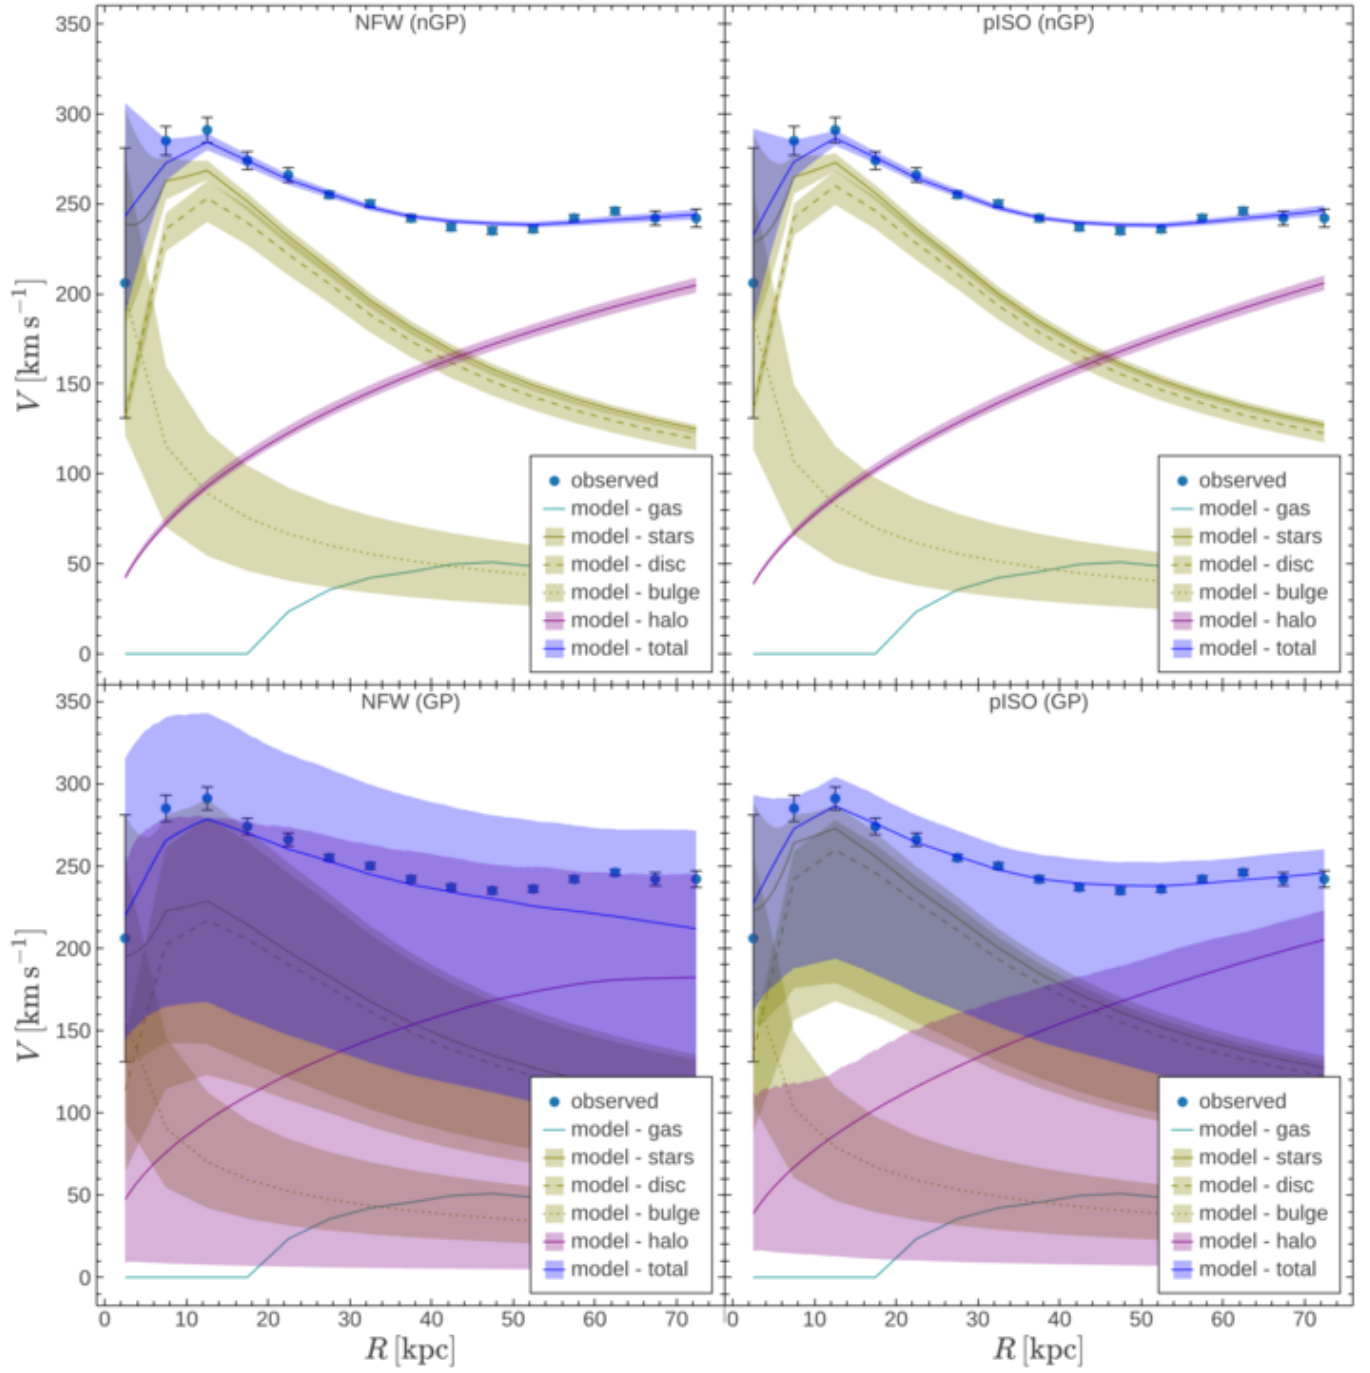 NFW (nGP)
pISO (nGP)
350
300
250
200
150
100
50
0
V [km s⁻¹]
observed
model - gas
model - stars
model - disc
model - bulge
model - halo
model - total
observed
model - gas
model - stars
model - disc
model - bulge
model - halo
model - total
NFW (GP)
pISO (GP)
350
300
250
200
150
100
50
0
V [km s⁻¹]
observed
model - gas
model - stars
model - disc
model - bulge
model - halo
model - total
observed
model - gas
model - stars
model - disc
model - bulge
model - halo
model - total
0 10 20 30 40 50 60 70
0 10 20 30 40 50 60 70
R [kpc]
R [kpc]